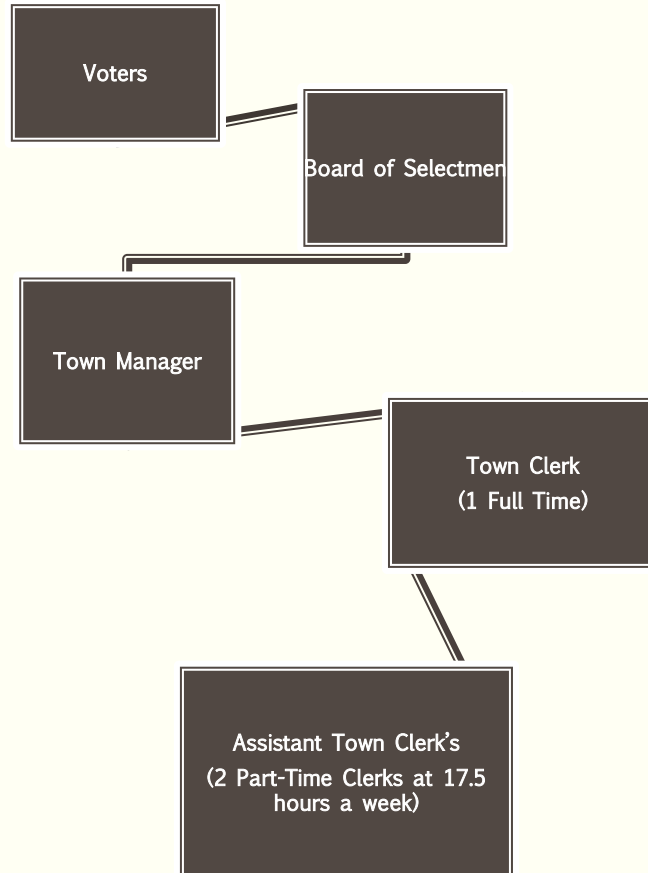 Voters
Board of Selectmen
Town Manager
Town Clerk
(1 Full Time)
Assistant Town Clerk’s
(2 Part-Time Clerks at 17.5
hours a week)